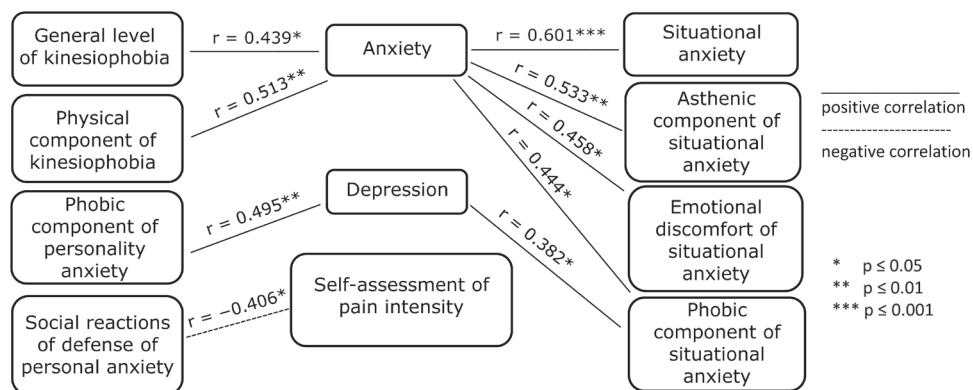 General level
of kinesiophobia
r = 0.439*
Anxiety
r = 0.601***
Situational
anxiety
Physical
component of
kinesiophobia
r = 0.513**
r = 0.533**
Asthenic
component of
situational
anxiety
r = 0.458*
r = 0.444*
positive correlation
negative correlation
Phobic
component of
personality
anxiety
r = 0.495**
Depression
r = 0.382*
Emotional
discomfort of
situational
anxiety
Social reactions
of defense of
personal anxiety
r = −0.406*
Self-assessment of
pain intensity
Phobic
component of
situational
anxiety
* p ≤ 0.05
** p ≤ 0.01
*** p ≤ 0.001